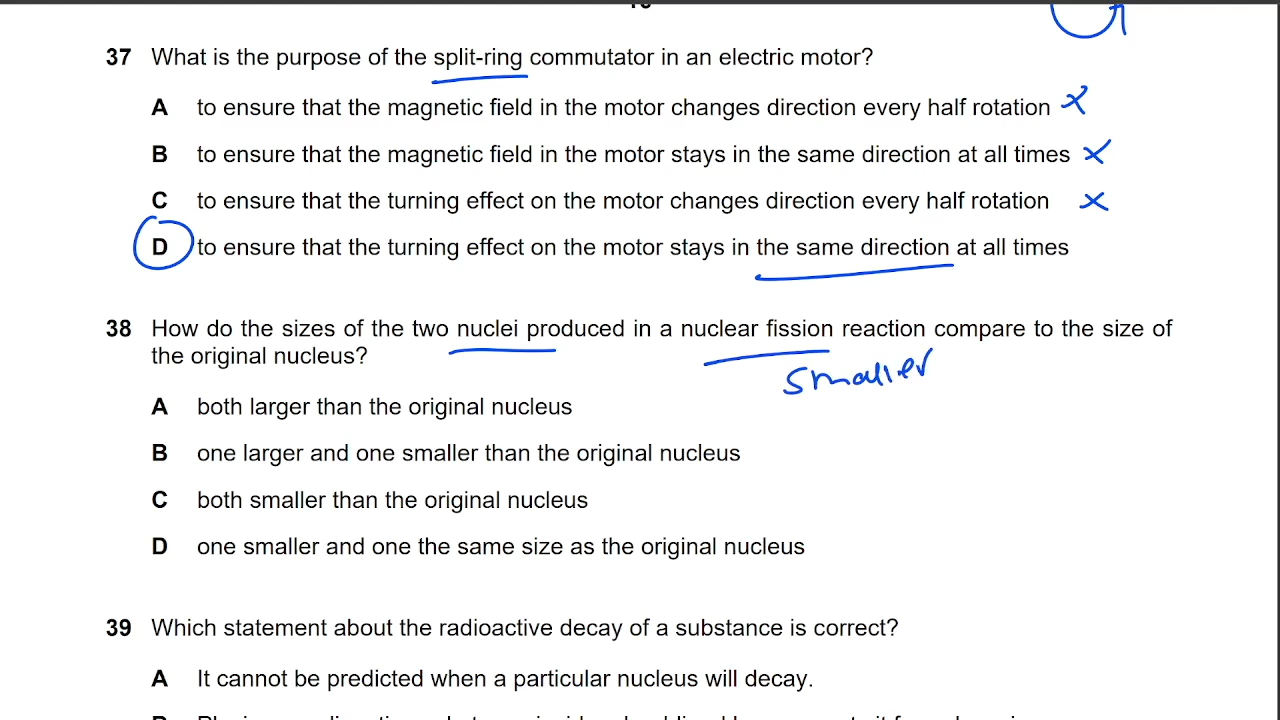 37 What is the purpose of the split-ring commutator in an electric motor?
A to ensure that the magnetic field in the motor changes direction every half rotation x
B to ensure that the magnetic field in the motor stays in the same direction at all times x
C to ensure that the turning effect on the motor changes direction every half rotation x
D to ensure that the turning effect on the motor stays in the same direction at all times
38 How do the sizes of the two nuclei produced in a nuclear fission reaction compare to the size of
the original nucleus?
smaller
A both larger than the original nucleus
B one larger and one smaller than the original nucleus
C both smaller than the original nucleus
D one smaller and one the same size as the original nucleus
39 Which statement about the radioactive decay of a substance is correct?
A It cannot be predicted when a particular nucleus will decay.